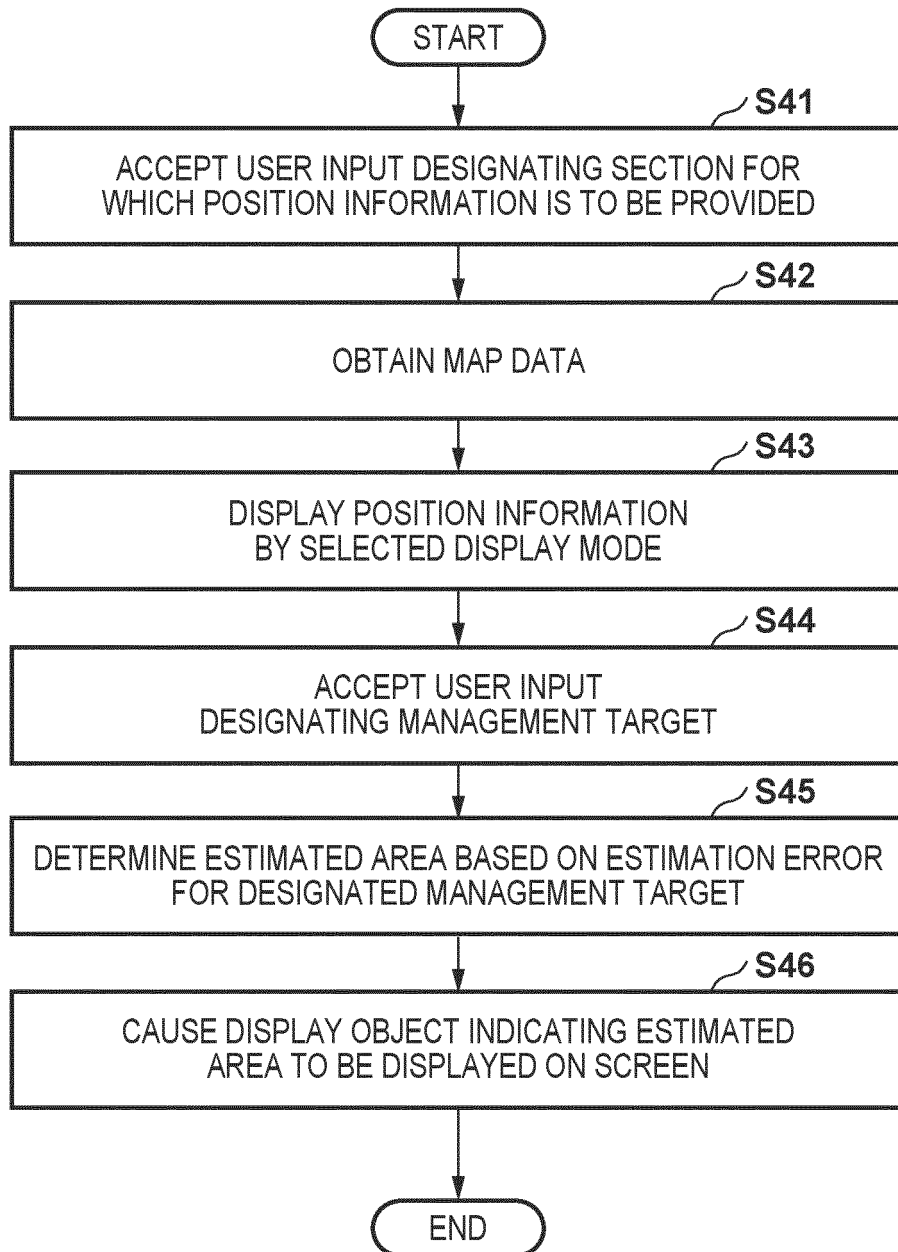 START
S41
ACCEPT USER INPUT DESIGNATING SECTION FOR
WHICH POSITION INFORMATION IS TO BE PROVIDED
S42
OBTAIN MAP DATA
S43
DISPLAY POSITION INFORMATION
BY SELECTED DISPLAY MODE
S44
ACCEPT USER INPUT
DESIGNATING MANAGEMENT TARGET
S45
DETERMINE ESTIMATED AREA BASED ON ESTIMATION ERROR
FOR DESIGNATED MANAGEMENT TARGET
S46
CAUSE DISPLAY OBJECT INDICATING ESTIMATED
AREA TO BE DISPLAYED ON SCREEN
END